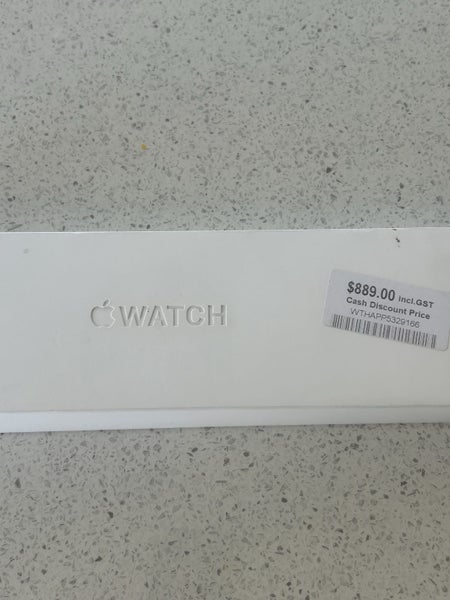 WATCH
$889.00 incl.GST
Cash Discount Price
WTHAPP5329166